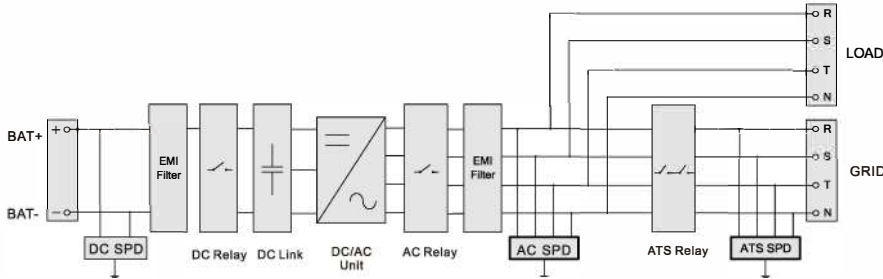 R
S
T
N
LOAD
BAT+
+
BAT-
−
EMI
Filter
DC Relay
DC Link
DC/AC
Unit
AC Relay
EMI
Filter
DC SPD
AC SPD
ATS Relay
ATS SPD
R
S
T
N
GRID